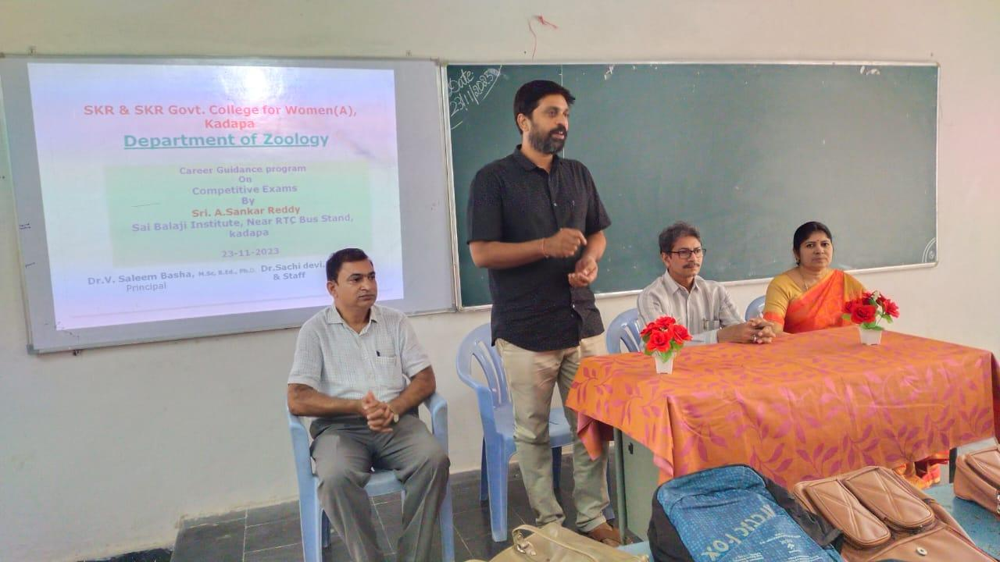 SKR & SKR Govt. College for Women(A),
Kadapa
Department of Zoology
Career Guidance program
On
Competitive Exams
By
Sri. A.Sankar Reddy
Sai Balaji Institute, Near RTC Bus Stand,
kadapa
23-11-2023
Dr.V. Saleem Basha, M.Sc, B.Ed., Ph.D.
Principal
Dr.Sachi devi.
& Staff
Date
23/11/2023
ARCTIC FOX